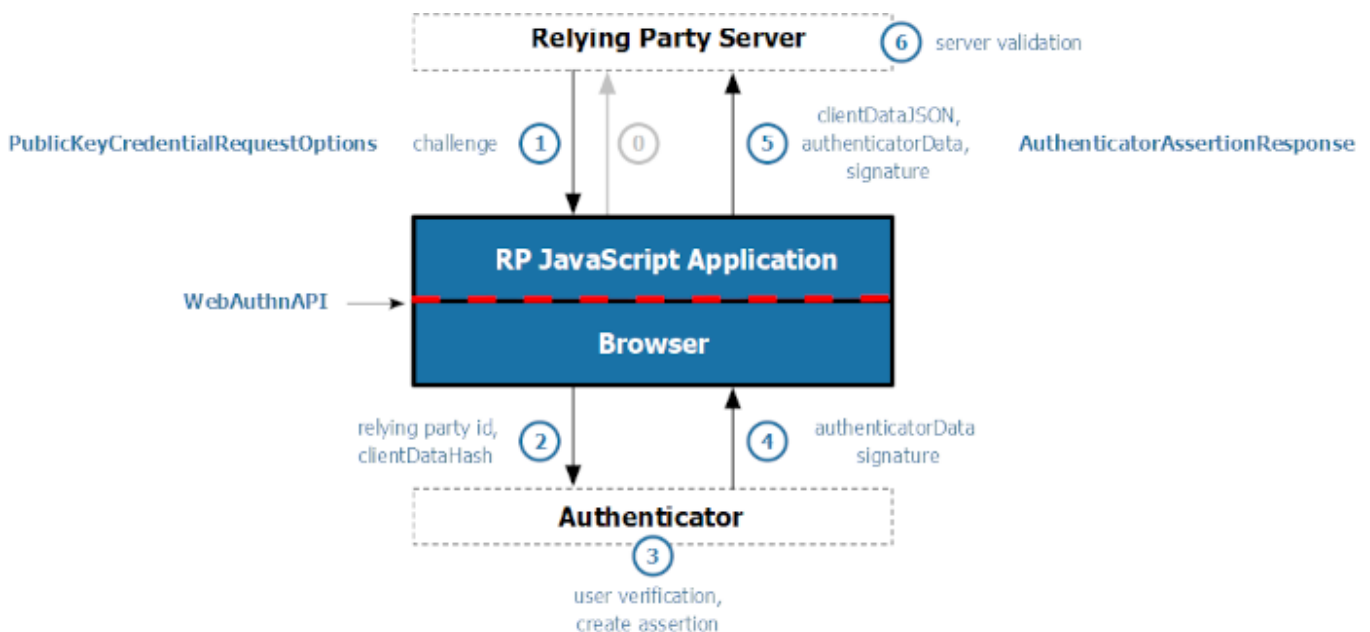 Relying Party Server
6 server validation
PublicKeyCredentialRequestOptions challenge 1
0
5 clientDataJSON,
authenticatorData,
signature
AuthenticatorAssertionResponse
RP JavaScript Application
WebAuthnAPI
Browser
relying party id,
clientDataHash
2
4 authenticatorData
signature
Authenticator
3
user verification,
create assertion